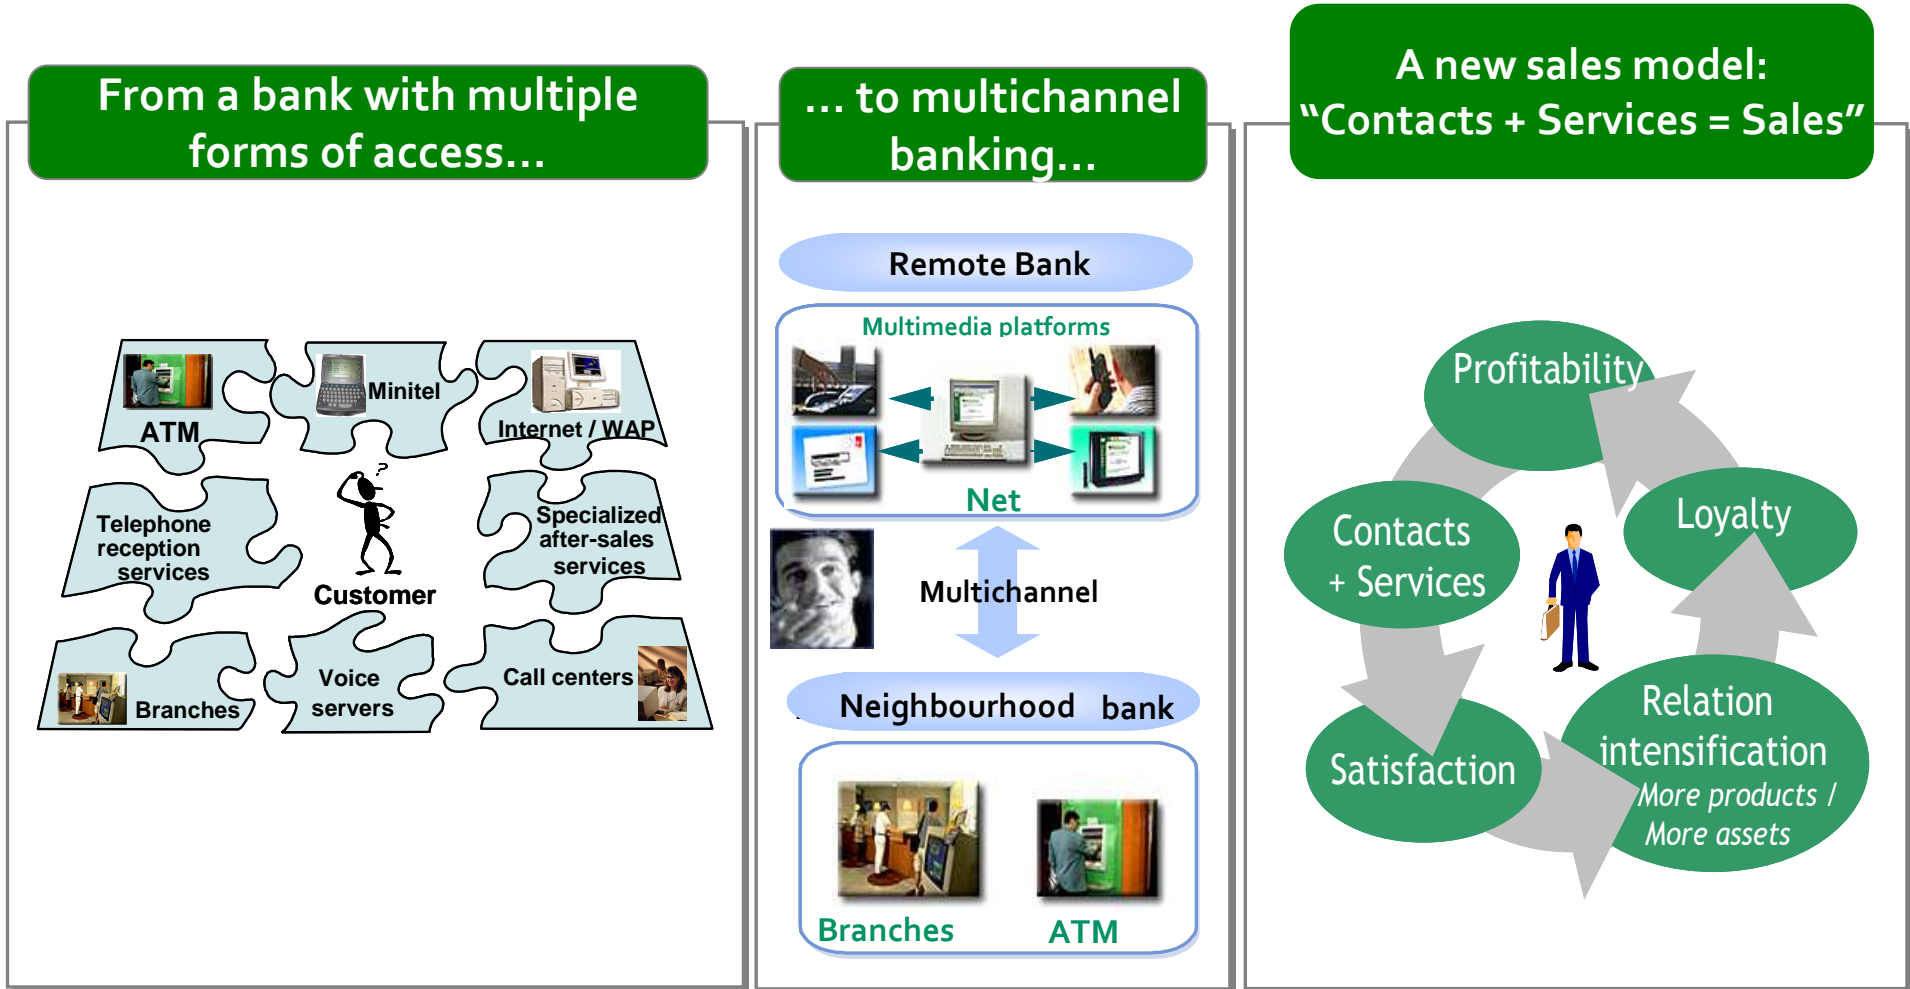 From a bank with multiple
forms of access...
ATM
Minitel
Internet / WAP
Telephone
reception
services
?
Customer
Specialized
after-sales
services
Branches
Voice
servers
Call centers
... to multichannel
banking...
Remote Bank
Multimedia platforms
Net
Multichannel
Neighbourhood bank
Branches
ATM
A new sales model:
“Contacts + Services = Sales”
Profitability
Contacts
+ Services
Loyalty
Satisfaction
Relation
intensification
More products /
More assets